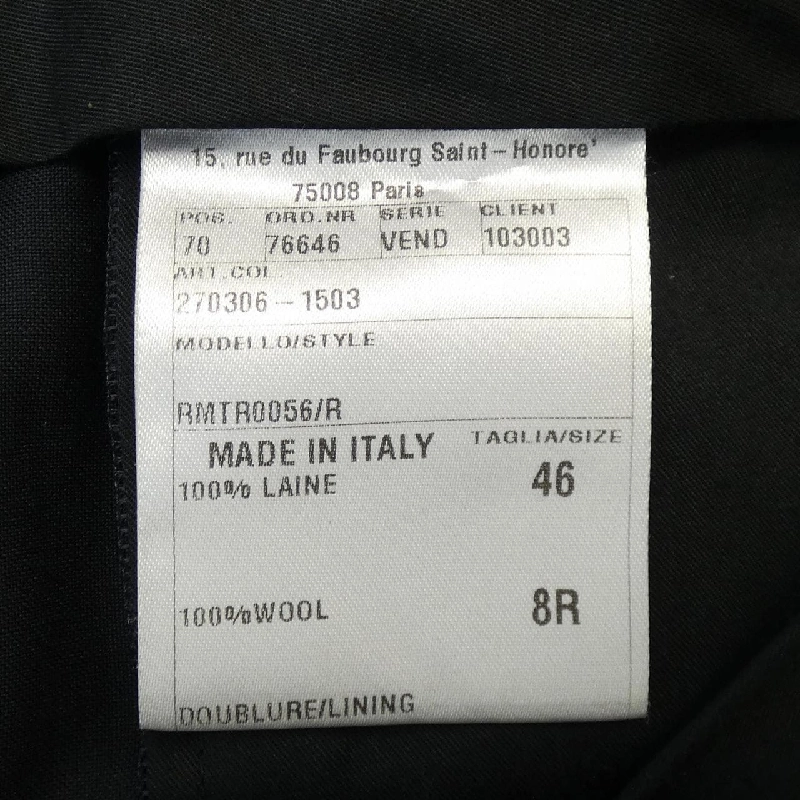 15, rue du Faubourg Saint-Honore'
75008 Paris
POS. ORD.NR SERIE CLIENT
70 76646 VEND 103003
ART.COL.
270306-1503
MODELLO/STYLE
RMTR0056/R
MADE IN ITALY TAGLIA/SIZE
100% LAINE 46
100%WOOL 8R
DOUBLURE/LINING